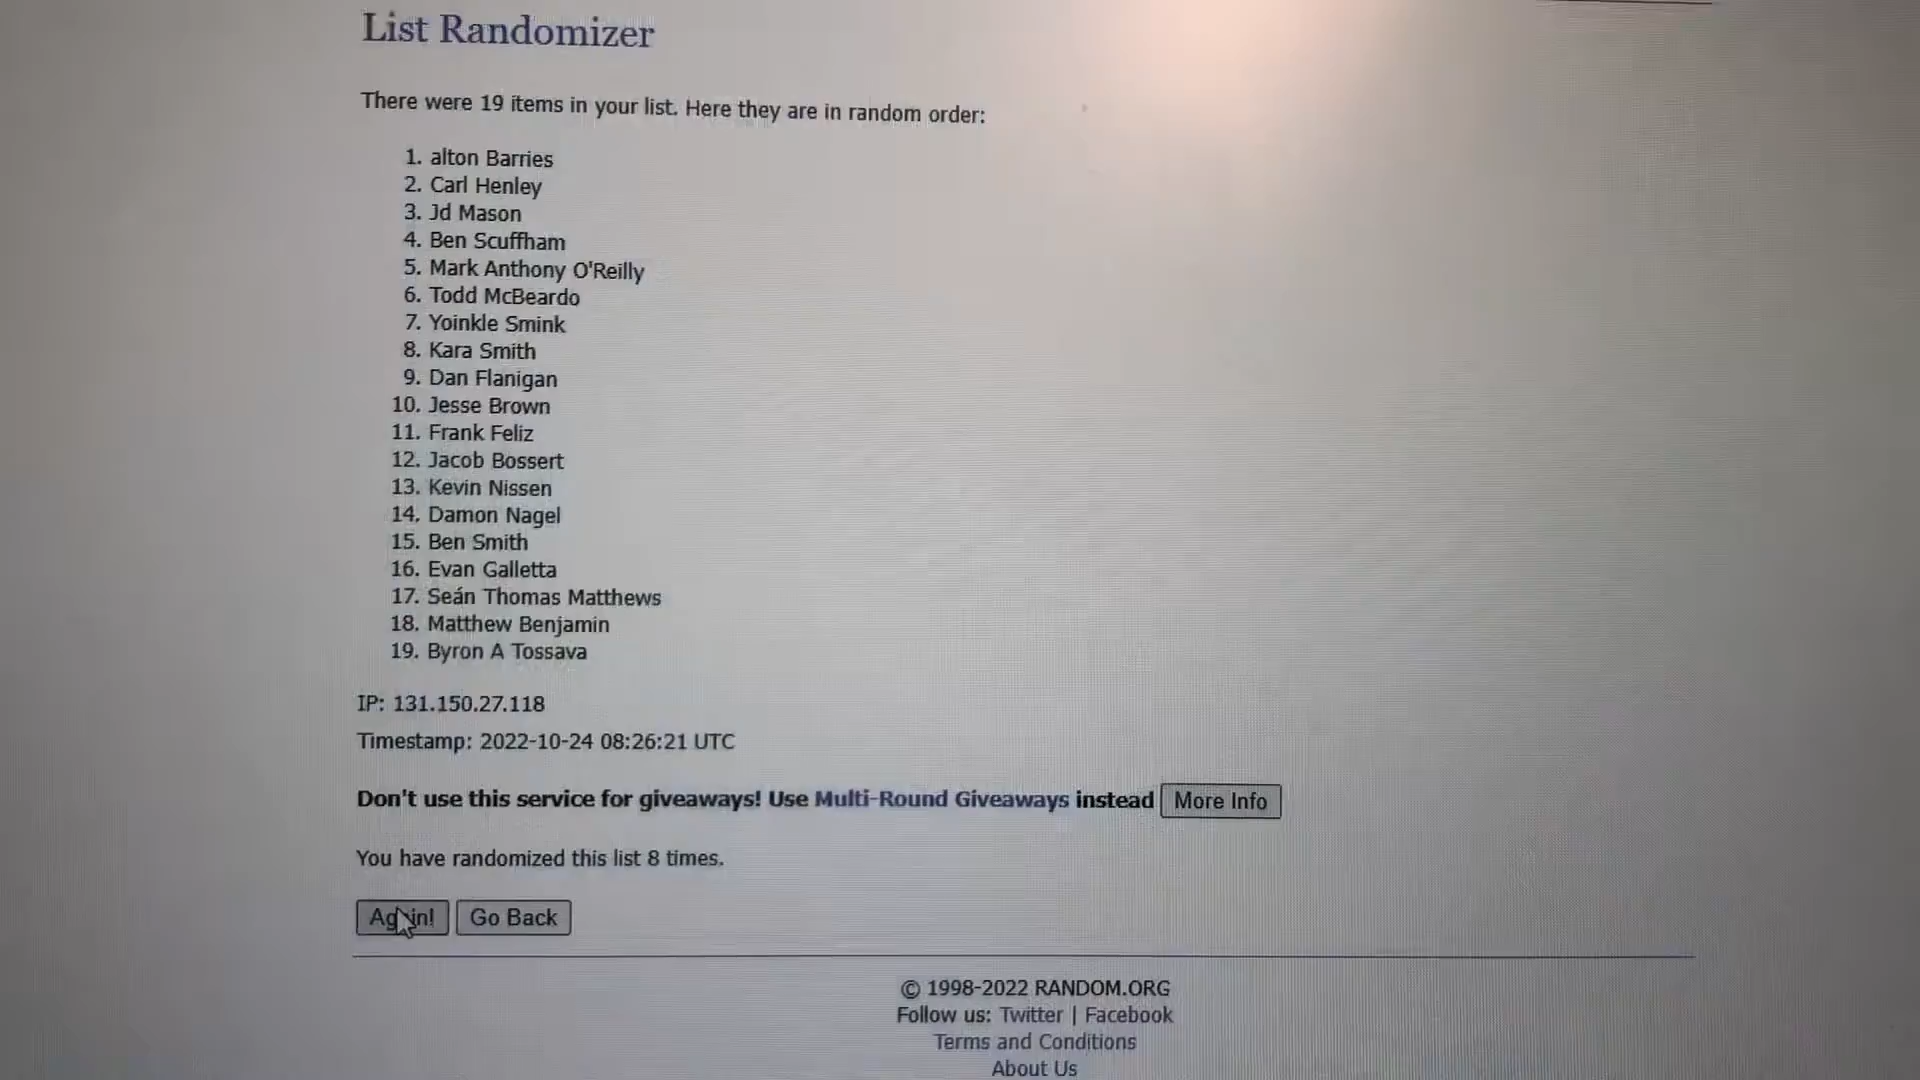 List Randomizer
There were 19 items in your list. Here they are in random order:
1. alton Barries
2. Carl Henley
3. Jd Mason
4. Ben Scuffham
5. Mark Anthony O'Reilly
6. Todd McBeardo
7. Yoinkle Smink
8. Kara Smith
9. Dan Flanigan
10. Jesse Brown
11. Frank Feliz
12. Jacob Bossert
13. Kevin Nissen
14. Damon Nagel
15. Ben Smith
16. Evan Galletta
17. Seán Thomas Matthews
18. Matthew Benjamin
19. Byron A Tossava
IP: 131.150.27.118
Timestamp: 2022-10-24 08:26:21 UTC
Don't use this service for giveaways! Use Multi-Round Giveaways instead More Info
You have randomized this list 8 times.
Again! Go Back
© 1998-2022 RANDOM.ORG
Follow us: Twitter | Facebook
Terms and Conditions
About Us